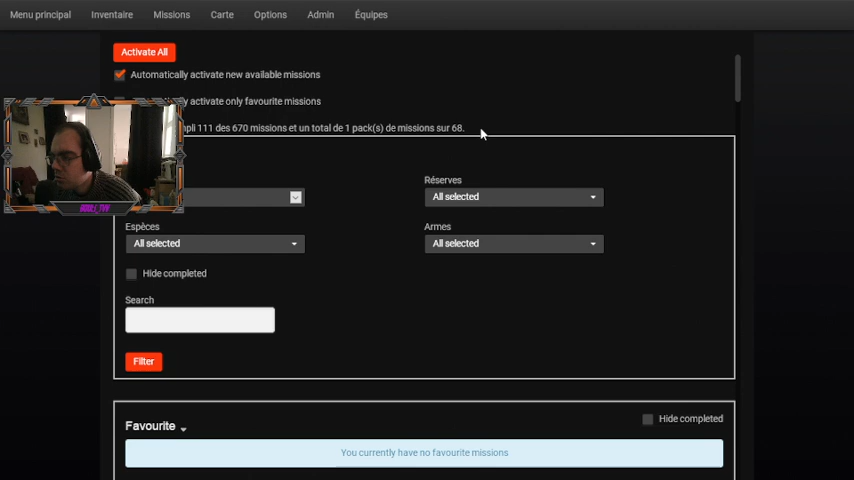 Menu principal Inventaire Missions Carte Options Admin Équipes
Activate All
Automatically activate new available missions
activate only favourite missions
111 des 670 missions et un total de 1 pack(s) de missions sur 68.
Réserves
All selected
Espèces Armes
All selected All selected
Hide completed
Search
Filter
Favourite Hide completed
You currently have no favourite missions